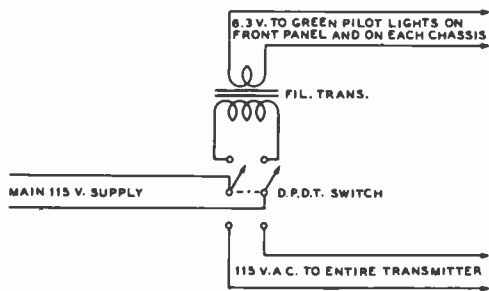 6.3 V. TO GREEN PILOT LIGHTS ON
FRONT PANEL AND ON EACH CHASSIS
FIL. TRANS.
MAIN 115 V. SUPPLY
D.P.D.T. SWITCH
115 V. A C. TO ENTIRE TRANSMITTER